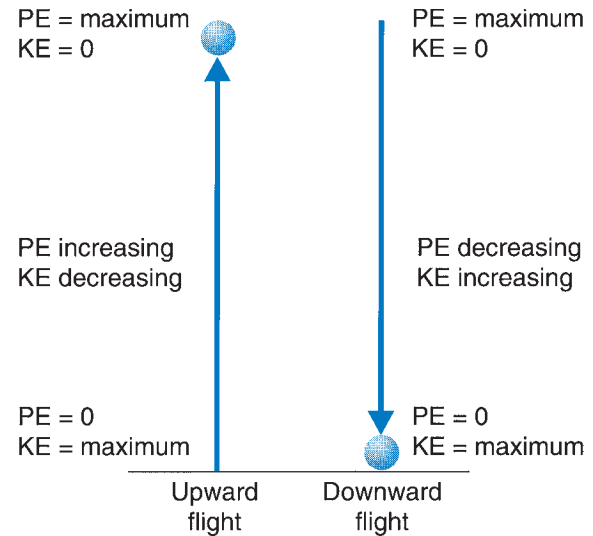 PE = maximum
KE = 0
PE = maximum
KE = 0
PE increasing
KE decreasing
PE decreasing
KE increasing
PE = 0
KE = maximum
PE = 0
KE = maximum
Upward
flight
Downward
flight